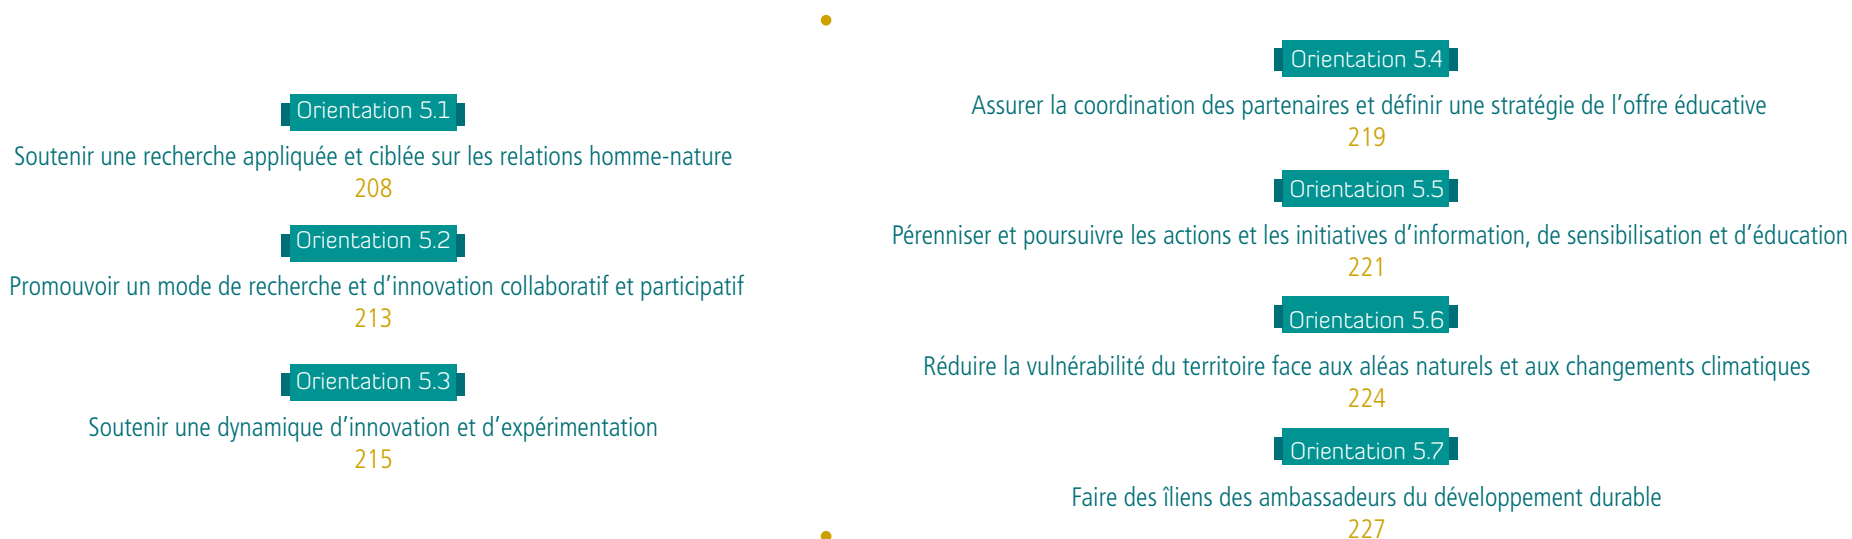 Orientation 5.1
Soutenir une recherche appliquée et ciblée sur les relations homme-nature
208
Orientation 5.2
Promouvoir un mode de recherche et d’innovation collaboratif et participatif
213
Orientation 5.3
Soutenir une dynamique d’innovation et d’expérimentation
215
Orientation 5.4
Assurer la coordination des partenaires et définir une stratégie de l’offre éducative
219
Orientation 5.5
Pérenniser et poursuivre les actions et les initiatives d’information, de sensibilisation et d’éducation
221
Orientation 5.6
Réduire la vulnérabilité du territoire face aux aléas naturels et aux changements climatiques
224
Orientation 5.7
Faire des îliens des ambassadeurs du développement durable
227